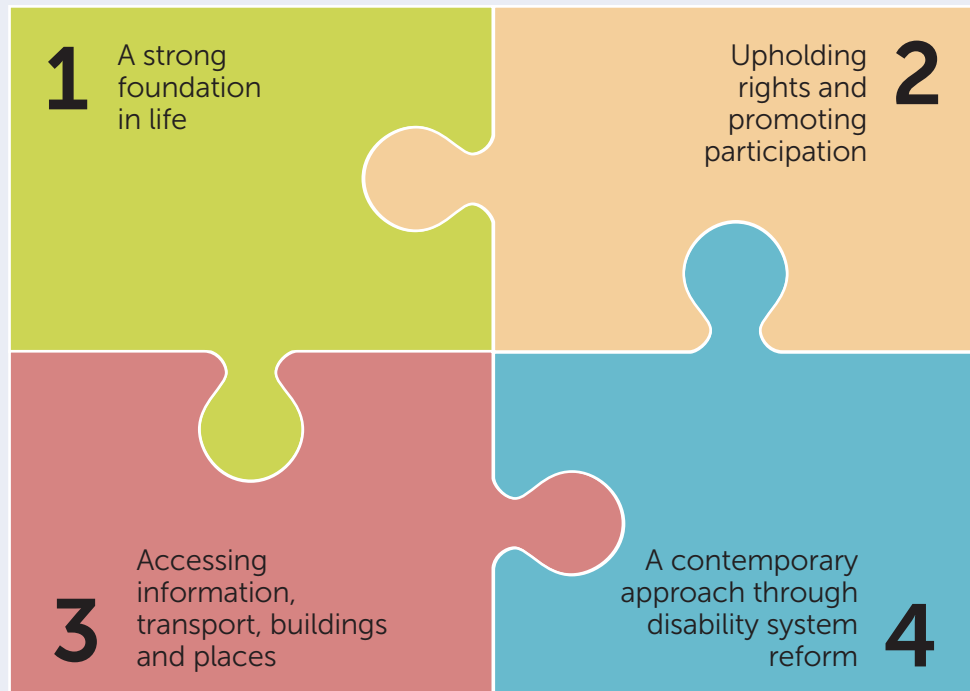 1
A strong
foundation
in life
Upholding
rights and
promoting
participation
2
3
Accessing
information,
transport, buildings
and places
A contemporary
approach through
disability system
reform
4